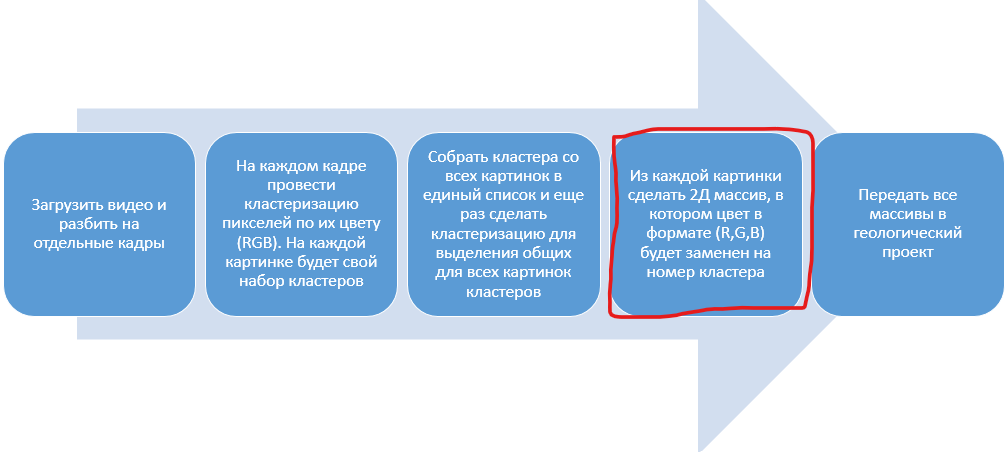 Загрузить видео и
разбить на
отдельные кадры
На каждом кадре
провести
кластеризацию
пикселей по их цвету
(RGB). На каждой
картинке будет свой
набор кластеров
Собрать кластера со
всех картинок в
единый список и еще
раз сделать
кластеризацию для
выделения общих
для всех картинок
кластеров
Из каждой картинки
сделать 2Д массив, в
котором цвет в
формате (R,G,B)
будет заменен на
номер кластера
Передать все
массивы в
геологический
проект